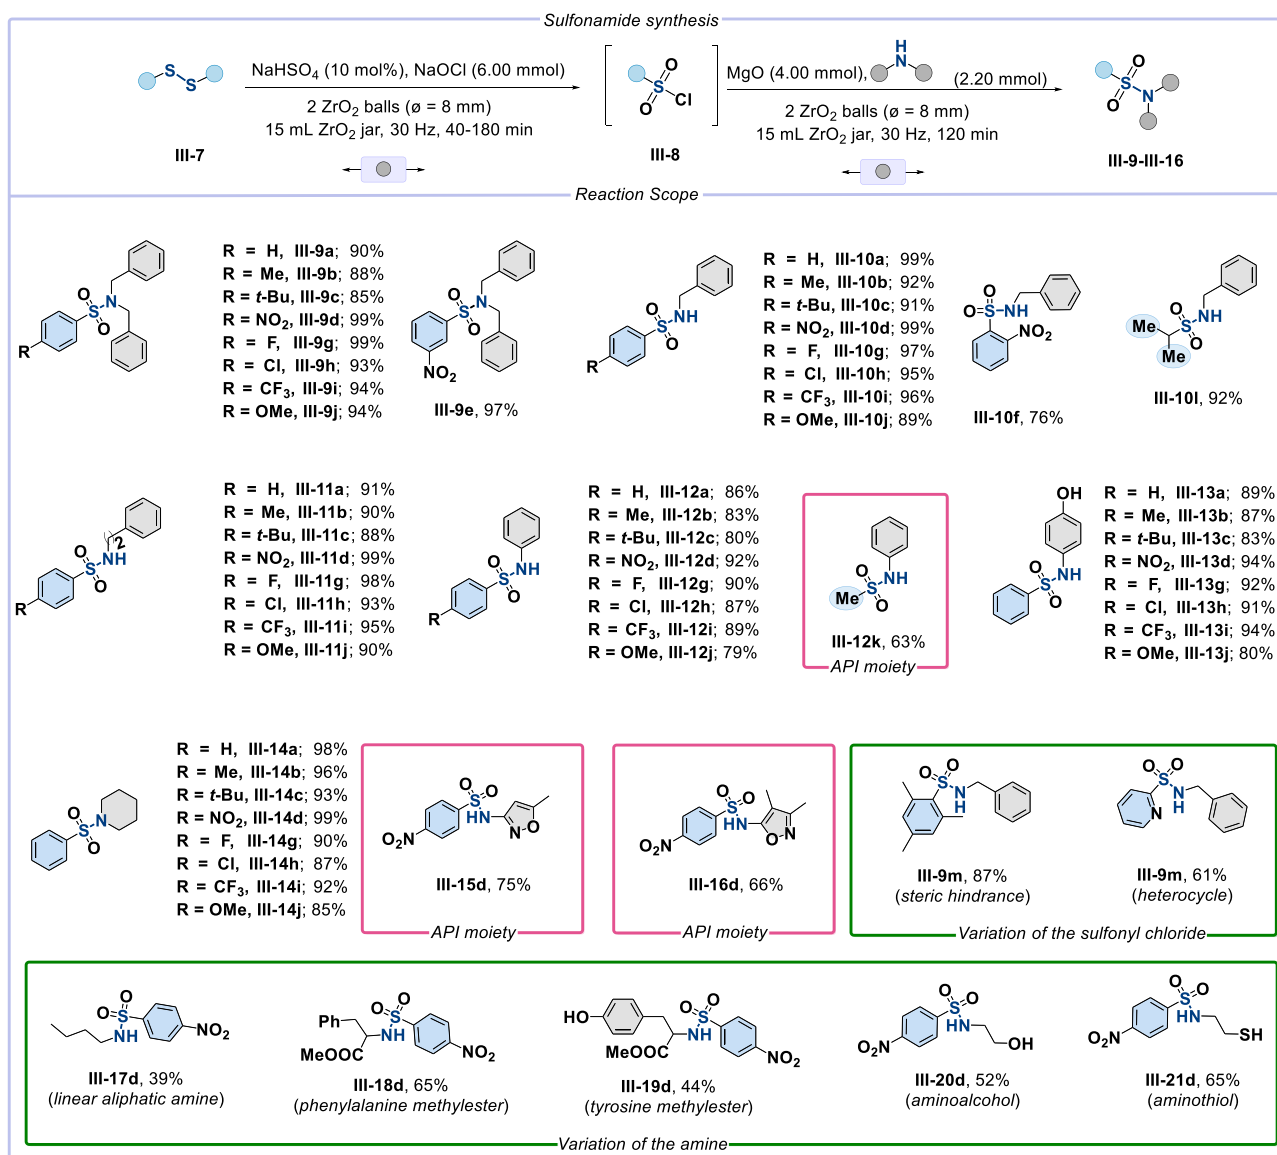 Sulfonamide synthesis
NaHSO4 (10 mol%), NaOCl (6.00 mmol)
2 ZrO2 balls (ø = 8 mm)
15 mL ZrO2 jar, 30 Hz, 40-180 min
S S
III-7
O
S
O
Cl
III-8
MgO (4.00 mmol),
H
N
(2.20 mmol)
2 ZrO2 balls (ø = 8 mm)
15 mL ZrO2 jar, 30 Hz, 120 min
O
S
O
N
III-9-III-16
Reaction Scope
O
S N
O
R
R = H, III-9a; 90%
R = Me, III-9b; 88%
R = t-Bu, III-9c; 85%
R = NO2, III-9d; 99%
R = F, III-9g; 99%
R = Cl, III-9h; 93%
R = CF3, III-9i; 94%
R = OMe, III-9j; 94%
O
S N
O
NO2
III-9e, 97%
O
S NH
O
R
R = H, III-10a; 99%
R = Me, III-10b; 92%
R = t-Bu, III-10c; 91%
R = NO2, III-10d; 99%
R = F, III-10g; 97%
R = Cl, III-10h; 95%
R = CF3, III-10i; 96%
R = OMe, III-10j; 89%
O
O S NH
NO2
III-10f, 76%
O
Me S NH
O
Me
III-10l, 92%
2
O NH
S
O
R
R = H, III-11a; 91%
R = Me, III-11b; 90%
R = t-Bu, III-11c; 88%
R = NO2, III-11d; 99%
R = F, III-11g; 98%
R = Cl, III-11h; 93%
R = CF3, III-11i; 95%
R = OMe, III-11j; 90%
O
S NH
O
R
R = H, III-12a; 86%
R = Me, III-12b; 83%
R = t-Bu, III-12c; 80%
R = NO2, III-12d; 92%
R = F, III-12g; 90%
R = Cl, III-12h; 87%
R = CF3, III-12i; 89%
R = OMe, III-12j; 79%
O NH
Me S
O
III-12k, 63%
API moiety
OH
O
S NH
O
R = H, III-13a; 89%
R = Me, III-13b; 87%
R = t-Bu, III-13c; 83%
R = NO2, III-13d; 94%
R = F, III-13g; 92%
R = Cl, III-13h; 91%
R = CF3, III-13i; 94%
R = OMe, III-13j; 80%
O N
S
O
R = H, III-14a; 98%
R = Me, III-14b; 96%
R = t-Bu, III-14c; 93%
R = NO2, III-14d; 99%
R = F, III-14g; 90%
R = Cl, III-14h; 87%
R = CF3, III-14i; 92%
R = OMe, III-14j; 85%
O
S O
HN
N O
O2N
III-15d, 75%
API moiety
O
S O
HN
O N
O2N
III-16d, 66%
API moiety
O
O S
N
H
III-9m, 87%
(steric hindrance)
O
O S
N
H
N
III-9m, 61%
(heterocycle)
Variation of the sulfonyl chloride
O
O S
NH
NO2
III-17d, 39%
(linear aliphatic amine)
Ph
O
S O
NH
MeOOC
NO2
III-18d, 65%
(phenylalanine methylester)
HO
O
S O
NH
MeOOC
NO2
III-19d, 44%
(tyrosine methylester)
O
S O
HN
OH
O2N
III-20d, 52%
(aminoalcohol)
O
S O
HN
SH
O2N
III-21d, 65%
(aminothiol)
Variation of the amine